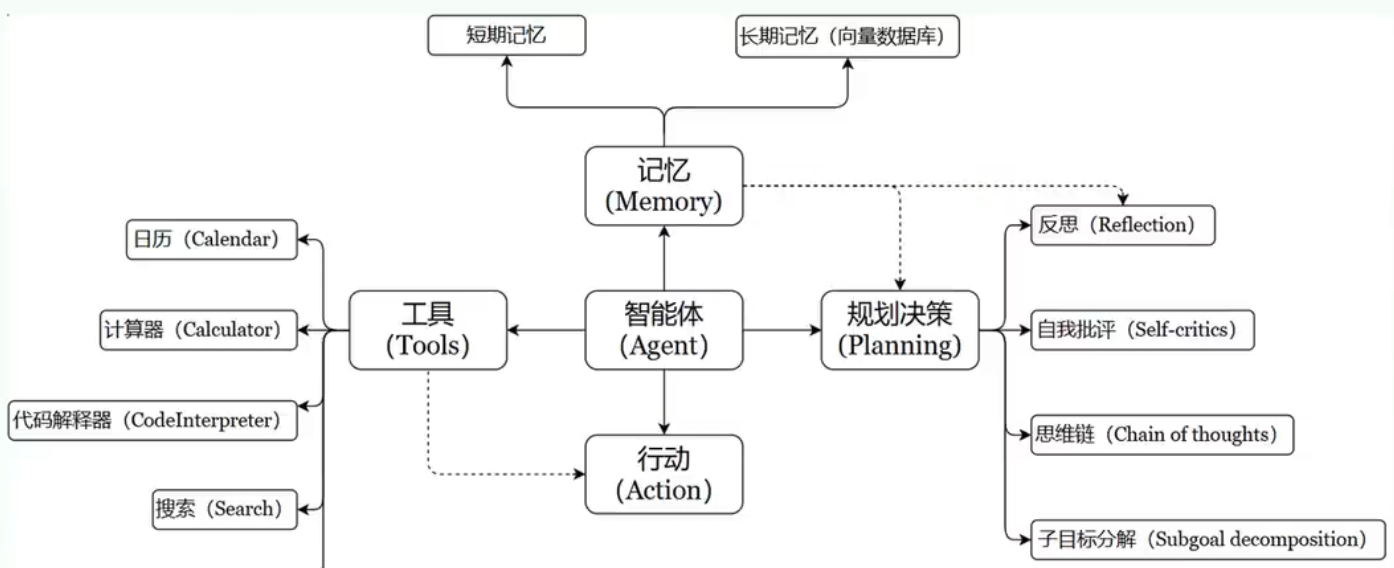 短期记忆
长期记忆（向量数据库）
记忆
(Memory)
日历（Calendar）
反思（Reflection）
工具
(Tools)
智能体
(Agent)
规划决策
(Planning)
计算器（Calculator）
自我批评（Self-critics）
代码解释器（CodeInterpreter）
思维链（Chain of thoughts）
行动
(Action)
搜索（Search）
子目标分解（Subgoal decomposition）